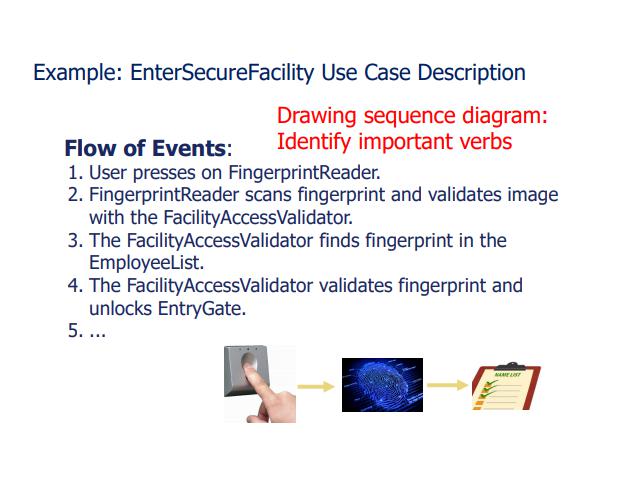 Example: EnterSecureFacility Use Case Description
Drawing sequence diagram:
Identify important verbs
Flow of Events:
1. User presses on FingerprintReader.
2. FingerprintReader scans fingerprint and validates image
with the FacilityAccessValidator.
3. The FacilityAccessValidator finds fingerprint in the
EmployeeList.
4. The FacilityAccessValidator validates fingerprint and
unlocks EntryGate.
5. ...
NAME LIST